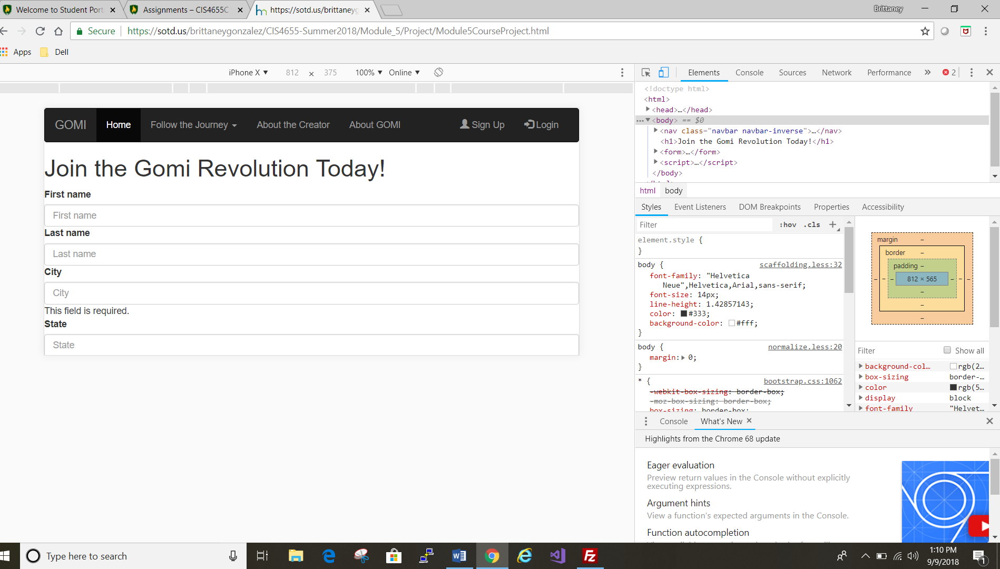 Welcome to Student Port
Assignments – CIS4655C
https://sotd.us/brittaneyg
Brittaney
Secure
https://sotd.us/brittaneygonzalez/CIS4655-Summer2018/Module_5/Project/Module5CourseProject.html
Apps
Dell
iPhone X ▼ 812 × 375 100% ▼ Online ▼
Elements Console Sources Network Performance » 2
GOMI Home Follow the Journey About the Creator About GOMI Sign Up Login
Join the Gomi Revolution Today!
First name
First name
Last name
Last name
City
City
This field is required.
State
State
<!doctype html>
<html>
<head>…</head>
<body> == $0
<nav class="navbar navbar-inverse">…</nav>
<h1>Join the Gomi Revolution Today!</h1>
<form>…</form>
<script>…</script>
</body>
html body
Styles Event Listeners DOM Breakpoints Properties Accessibility
Filter :hov .cls +
element.style {
}
body { scaffolding.less:32
font-family: "Helvetica
Neue",Helvetica,Arial,sans-serif;
font-size: 14px;
line-height: 1.42857143;
color: #333;
background-color: #fff;
}
body { normalize.less:20
margin: 0;
}
* { bootstrap.css:1062
-webkit-box-sizing: border-box;
-moz-box-sizing: border-box;
box-sizing: border-box;
margin –
border –
padding –
– – – 812 × 565 – – –
–
–
–
Filter Show all
background-col… rgb(2…
box-sizing border-…
color rgb(5…
display block
font-family "Helvet…
Console What's New ×
Highlights from the Chrome 68 update
Eager evaluation
Preview return values in the Console without explicitly
executing expressions.
Argument hints
View a function's expected arguments in the Console.
Function autocompletion
Type here to search
1:10 PM
9/9/2018
1